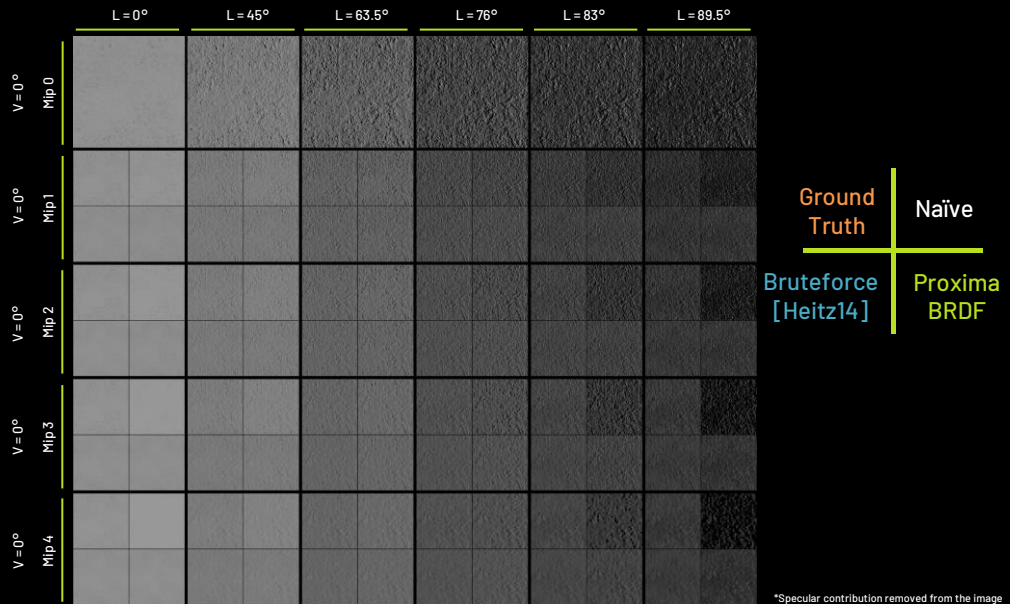 L = 0° L = 45° L = 63.5° L = 76° L = 83° L = 89.5°
V = 0° Mip 0
V = 0° Mip 1
V = 0° Mip 2
V = 0° Mip 3
V = 0° Mip 4
Ground
Truth
Naïve
Bruteforce
[Heitz14]
Proxima
BRDF
*Specular contribution removed from the image